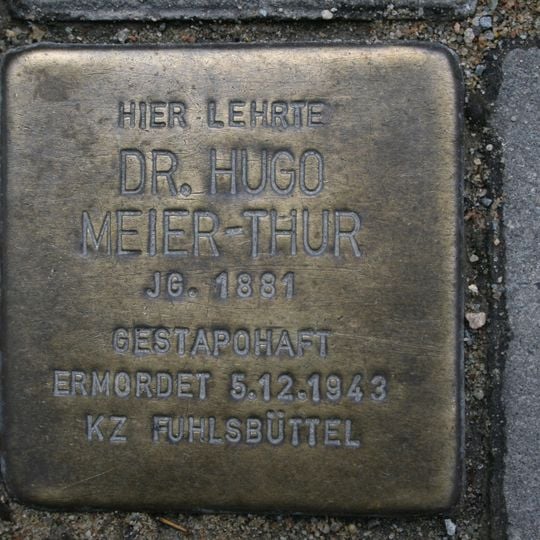 HIER LEHRTE
DR. HUGO
MEIER-THUR
JG. 1881
GESTAPOHAFT
ERMORDET 5.12.1943
KZ FUHLSBÜTTEL